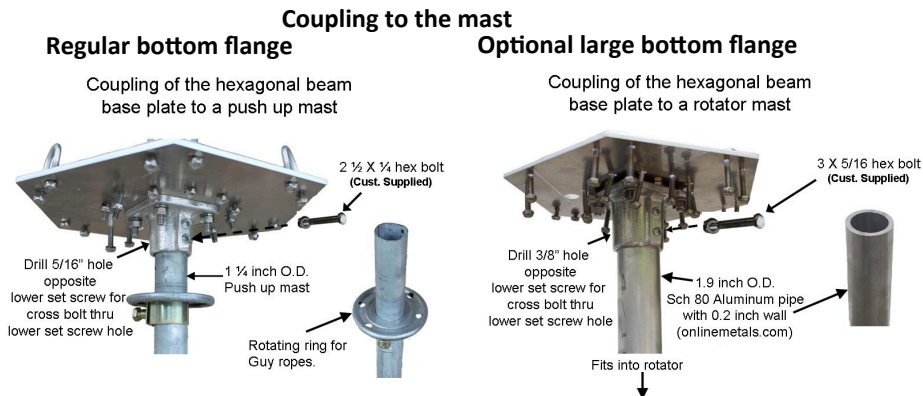 Coupling to the mast
Regular bottom flange
Coupling of the hexagonal beam
base plate to a push up mast
2 ½ X ¼ hex bolt
(Cust. Supplied)
Drill 5/16" hole
opposite
lower set screw for
cross bolt thru
lower set screw hole
1 ¼ inch O.D.
Push up mast
Rotating ring for
Guy ropes.
Optional large bottom flange
Coupling of the hexagonal beam
base plate to a rotator mast
3 X 5/16 hex bolt
(Cust. Supplied)
Drill 3/8" hole
opposite
lower set screw for
cross bolt thru
lower set screw hole
1.9 inch O.D.
Sch 80 Aluminum pipe
with 0.2 inch wall
(onlinemetals.com)
Fits into rotator